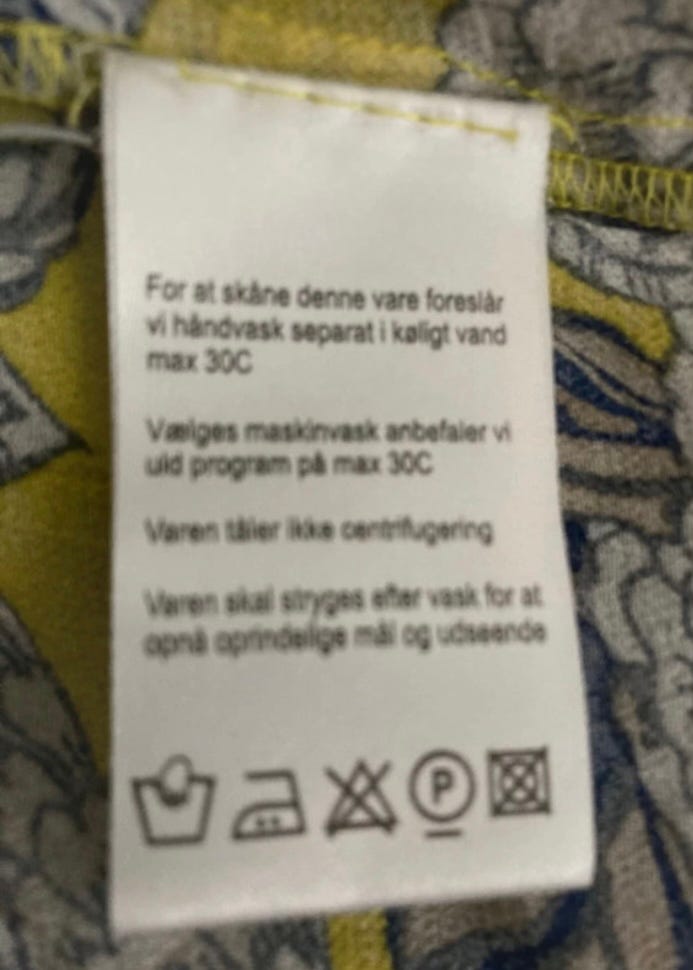 For at skåne denne vare foreslår
vi håndvask separat i køligt vand
max 30C
Vælges maskinvask anbefaler vi
uld program på max 30C
Varen tåler ikke centrifugering
Varen skal stryges efter vask for at
opnå oprindelige mål og udseende
P